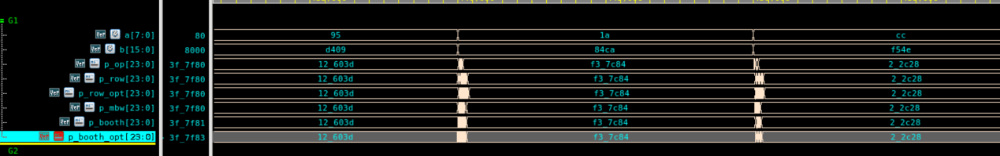 G1
a[7:0] 80 95 1a cc
b[15:0] 8000 d409 84ca f54e
p_op[23:0] 3f_7f80 12_603d f3_7c84 2_2c28
p_row[23:0] 3f_7f80 12_603d f3_7c84 2_2c28
p_row_opt[23:0] 3f_7f80 12_603d f3_7c84 2_2c28
p_mbw[23:0] 3f_7f80 12_603d f3_7c84 2_2c28
p_booth[23:0] 3f_7f81 12_603d f3_7c84 2_2c28
p_booth_opt[23:0] 3f_7f83 12_603d f3_7c84 2_2c28
G2